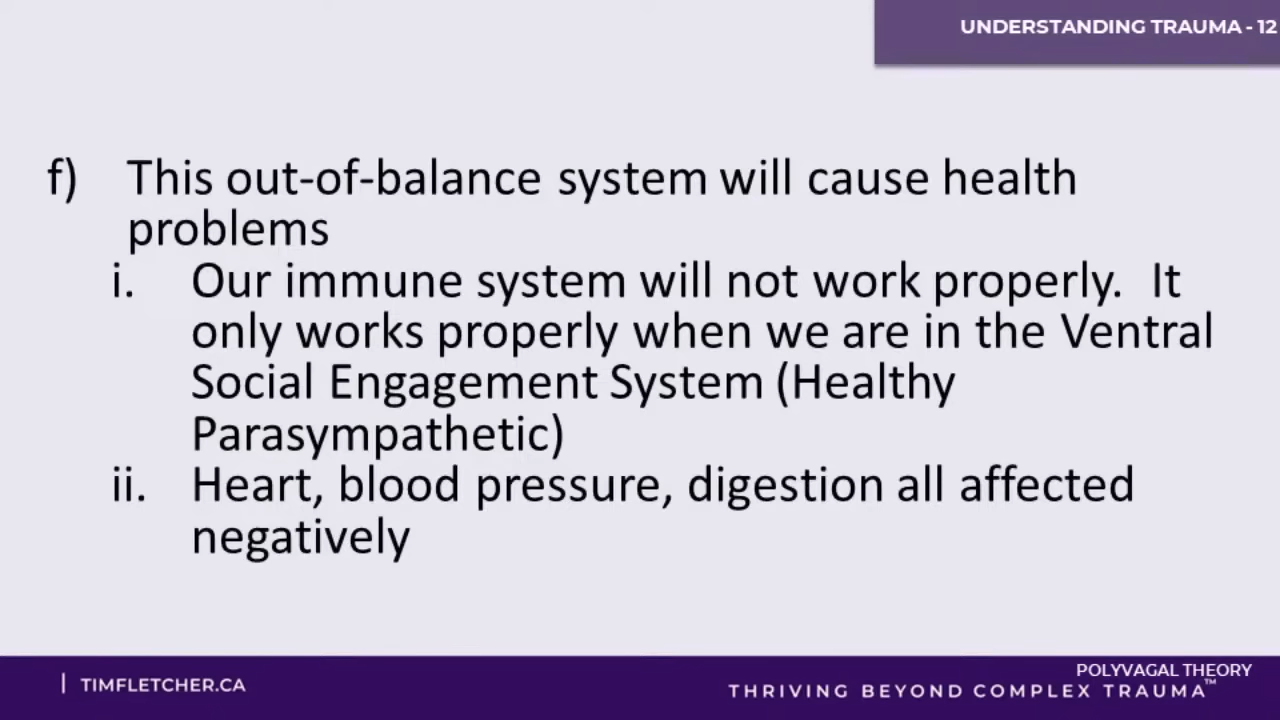 UNDERSTANDING TRAUMA - 12
f) This out-of-balance system will cause health
problems
i. Our immune system will not work properly. It
only works properly when we are in the Ventral
Social Engagement System (Healthy
Parasympathetic)
ii. Heart, blood pressure, digestion all affected
negatively
| TIMFLETCHER.CA
POLYVAGAL THEORY
THRIVING BEYOND COMPLEX TRAUMA™